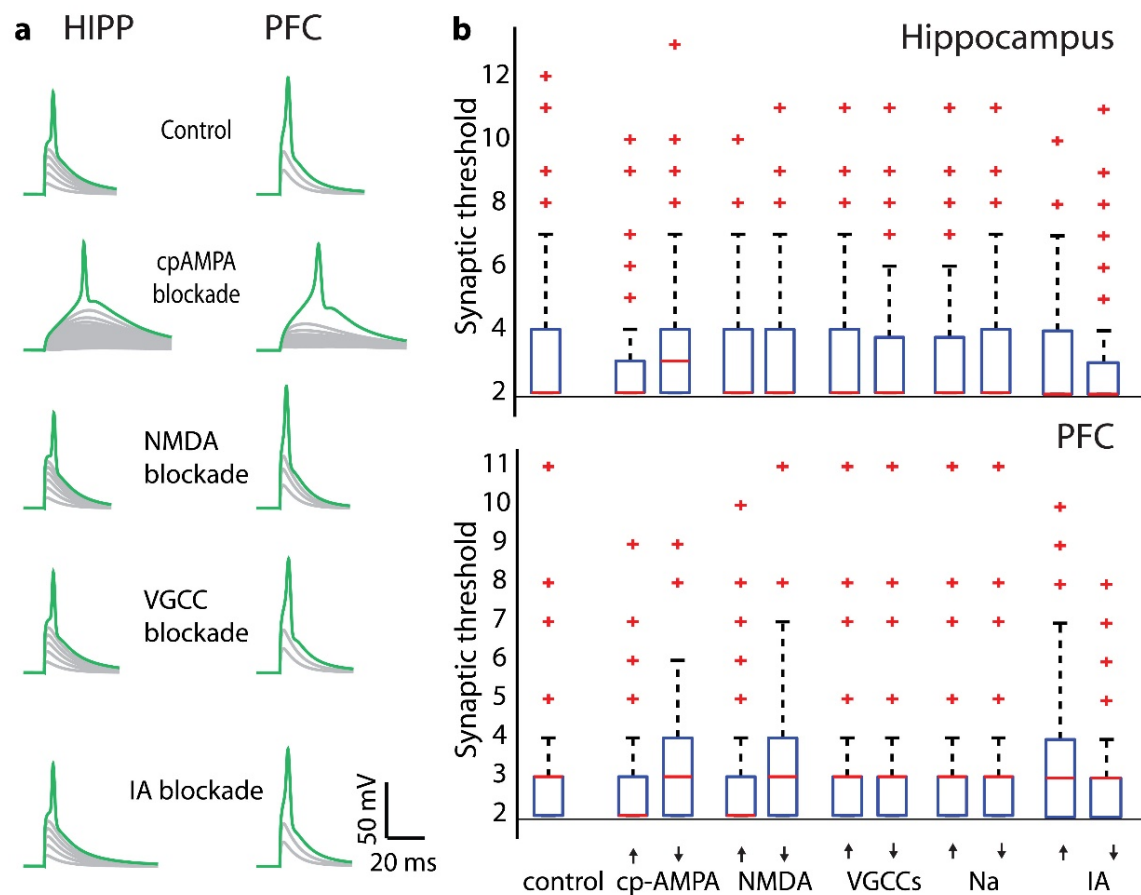 a HIPP PFC
Control
cpAMPA
blockade
NMDA
blockade
VGCC
blockade
IA blockade
50 mV
20 ms
b Hippocampus
Synaptic threshold
12
10
8
6
4
2
PFC
Synaptic threshold
11
10
9
8
7
6
5
4
3
2
control cp-AMPA NMDA VGCCs Na IA